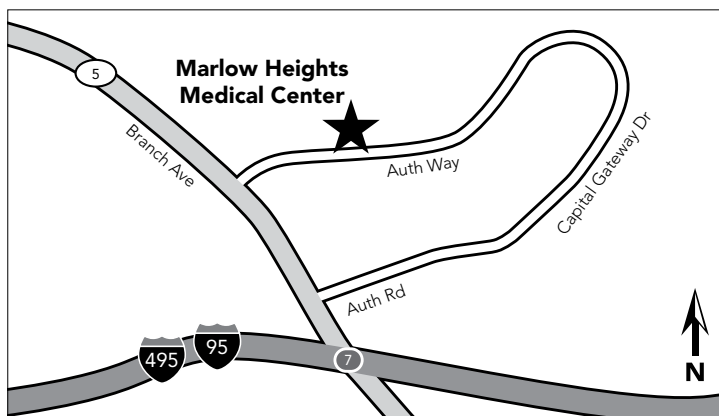 5
Marlow Heights
Medical Center
Branch Ave
Auth Way
Capital Gateway Dr
Auth Rd
495
95
7
N